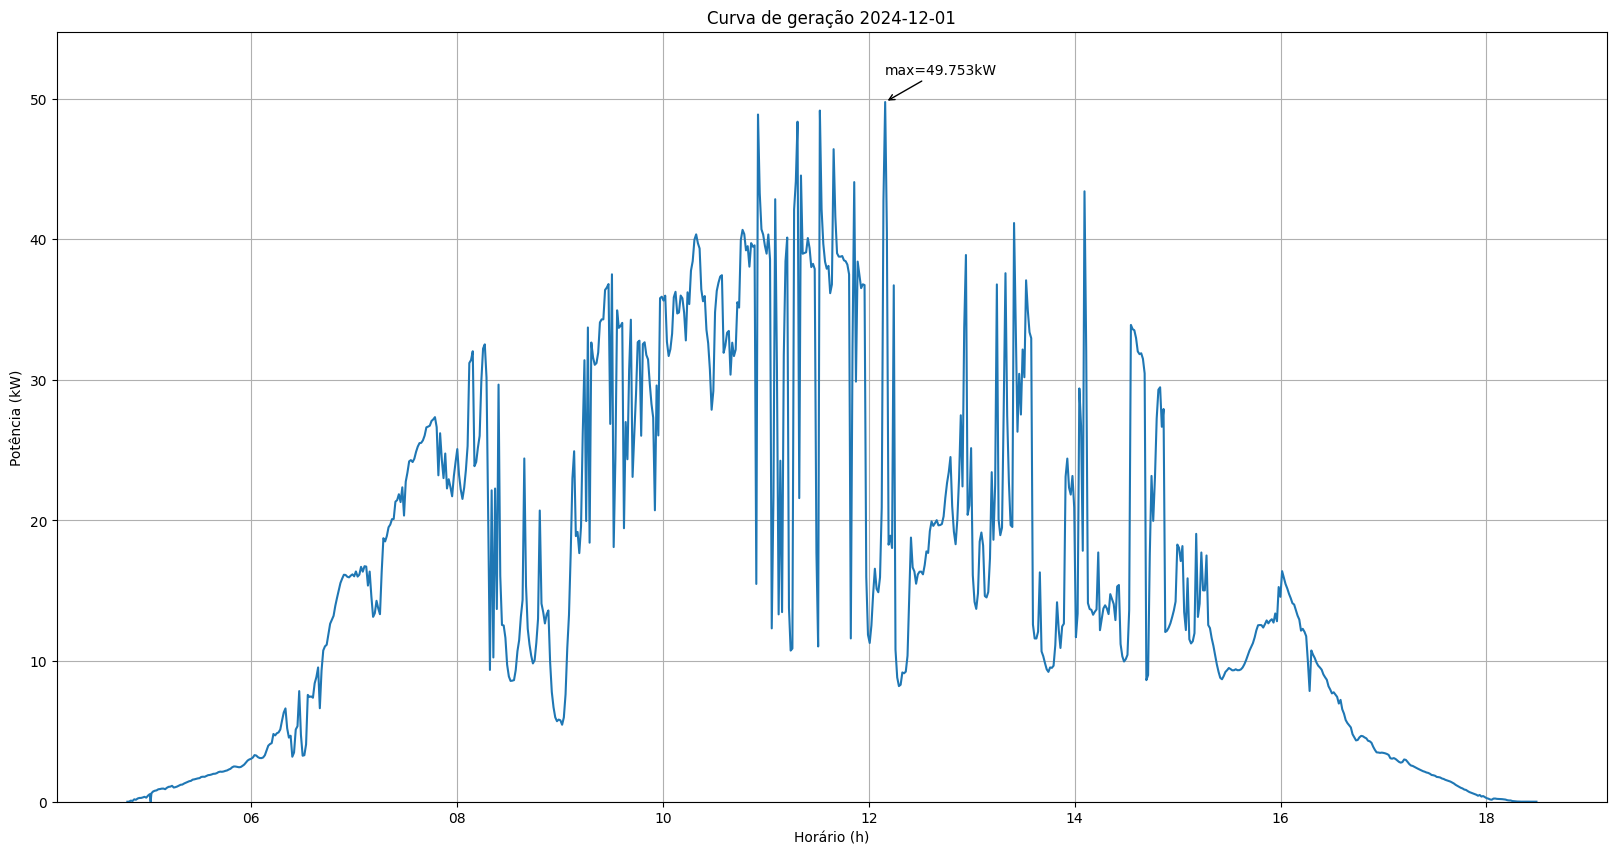 Curva de geração 2024-12-01
max=49.753kW
50
40
30
20
10
0
Potência (kW)
06 08 10 12 14 16 18
Horário (h)